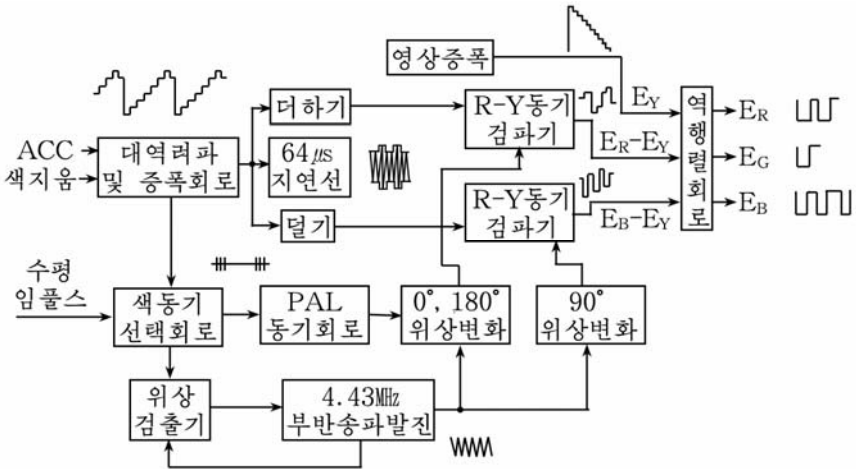 영상증폭
E_Y
더하기
R-Y동기
검파기
E_R-E_Y
역행렬회로
E_R
E_G
E_B
ACC
색지움
대역려파
및 증폭회로
64㎲
지연선
덜기
R-Y동기
검파기
E_B-E_Y
수평
임풀스
색동기
선택회로
PAL
동기회로
0°, 180°
위상변화
90°
위상변화
위상
검출기
4.43㎒
부반송파발진